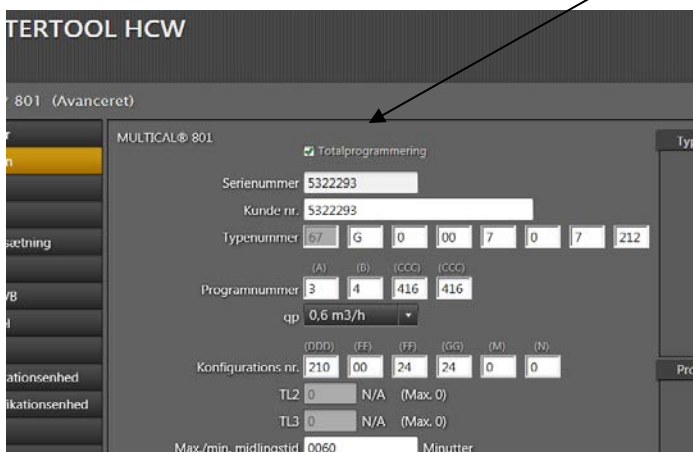 TERTOOL HCW
801 (Avanceret)
MULTICAL® 801
Typ
Totalprogrammering
Serienummer 5322293
Kunde nr. 5322293
Typenummer 67 G 0 00 7 0 7 212
sætning
(A) (B) (CCC) (CCC)
Programnummer 3 4 416 416
/B
qp 0,6 m3/h
(DDD) (EE) (FF) (GG) (M) (N)
Konfigurations nr. 210 00 24 24 0 0
Pro
ationsenhed
TL2 0 N/A (Max. 0)
ikationsenhed
TL3 0 N/A (Max. 0)
Max./min. midlingstid 0060 Minutter